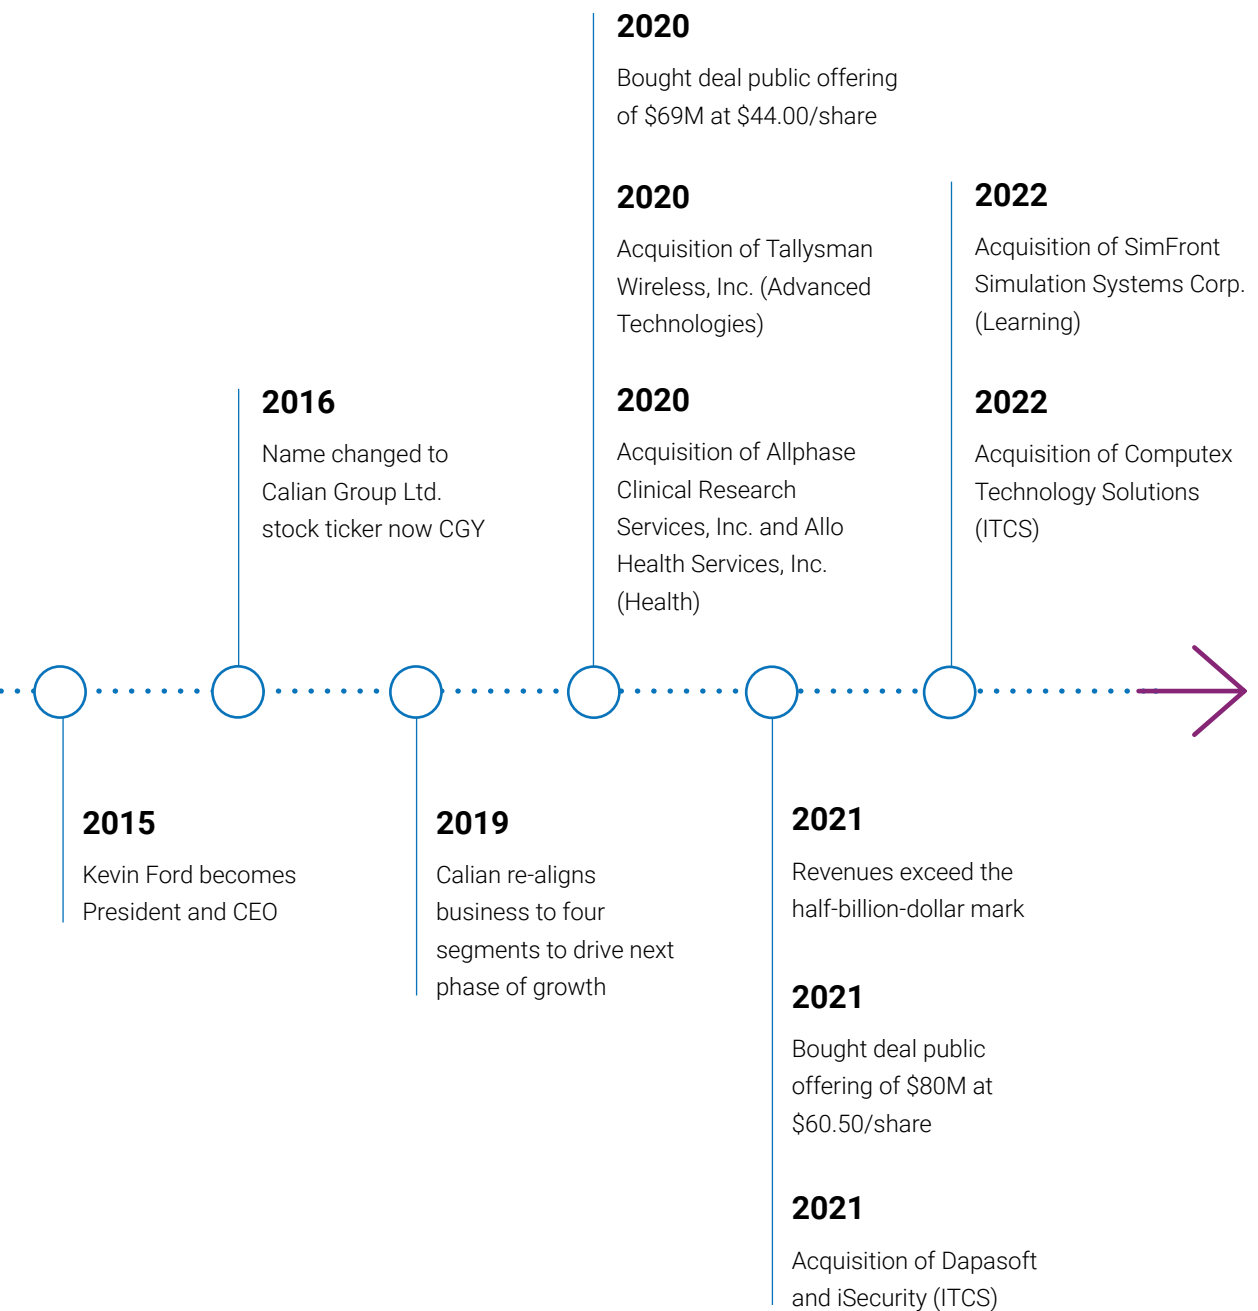 2020
Bought deal public offering
of $69M at $44.00/share
2020
Acquisition of Tallysman
Wireless, Inc. (Advanced
Technologies)
2020
Acquisition of Allphase
Clinical Research
Services, Inc. and Allo
Health Services, Inc.
(Health)
2022
Acquisition of SimFront
Simulation Systems Corp.
(Learning)
2022
Acquisition of Computex
Technology Solutions
(ITCS)
2016
Name changed to
Calian Group Ltd.
stock ticker now CGY
2015
Kevin Ford becomes
President and CEO
2019
Calian re-aligns
business to four
segments to drive next
phase of growth
2021
Revenues exceed the
half-billion-dollar mark
2021
Bought deal public
offering of $80M at
$60.50/share
2021
Acquisition of Dapasoft
and iSecurity (ITCS)